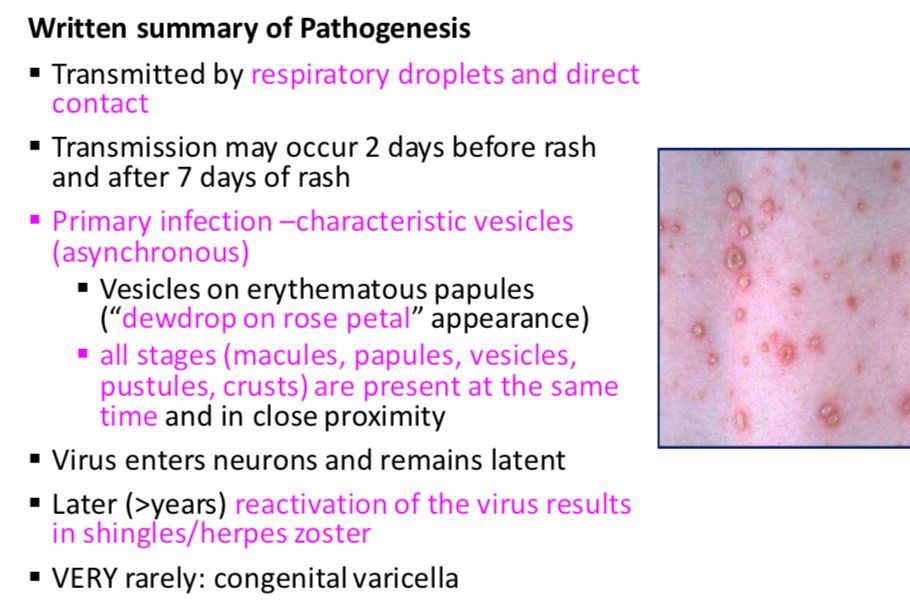 Written summary of Pathogenesis
▪ Transmitted by respiratory droplets and direct
contact
▪ Transmission may occur 2 days before rash
and after 7 days of rash
▪ Primary infection –characteristic vesicles
(asynchronous)
▪ Vesicles on erythematous papules
(“dewdrop on rose petal” appearance)
▪ all stages (macules, papules, vesicles,
pustules, crusts) are present at the same
time and in close proximity
▪ Virus enters neurons and remains latent
▪ Later (>years) reactivation of the virus results
in shingles/herpes zoster
▪ VERY rarely: congenital varicella